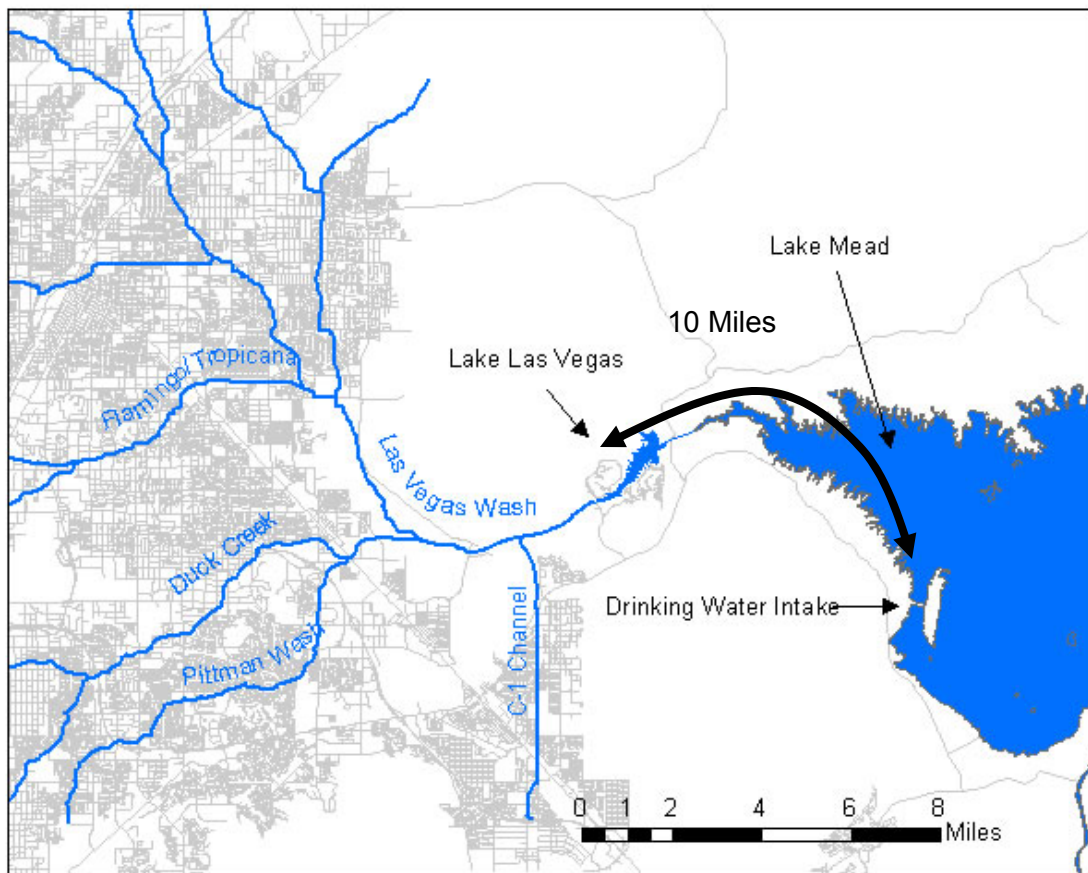 Lake Mead
10 Miles
Lake Las Vegas
Flamingo/Tropicana
Las Vegas Wash
Duck Creek
Drinking Water Intake
Pittman Wash
C-1 Channel
0 1 2 4 6 8
Miles